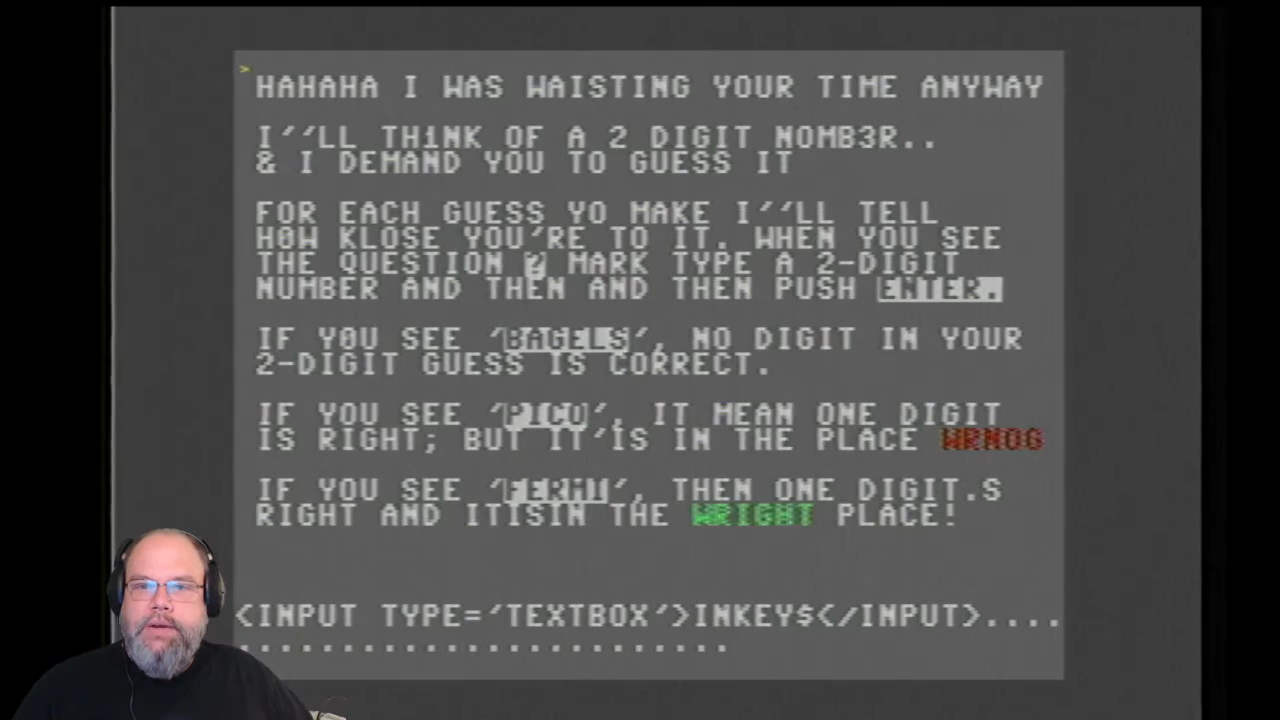 >
HAHAHA I WAS WAISTING YOUR TIME ANYWAY
I''LL TH1NK OF A 2 DIGIT NOMB3R..
& I DEMAND YOU TO GUESS IT
FOR EACH GUESS YO MAKE I''LL TELL
H0W KLOSE YOU'RE TO IT. WHEN YOU SEE
THE QUESTION ? MARK TYPE A 2-DIGIT
NUMBER AND THEN AND THEN PUSH ENTER.
IF Y0U SEE 'BAGELS', NO DIGIT IN YOUR
2-DIGIT GUESS IS CORRECT.
IF YOU SEE 'PICO', IT MEAN ONE DIGIT
IS RIGHT; BUT IT'IS IN THE PLACE WRNOG
IF YOU SEE 'FERMI', THEN ONE DIGIT.S
RIGHT AND ITISIN THE WRIGHT PLACE!
<INPUT TYPE='TEXTBOX'>INKEY$</INPUT>....
........................